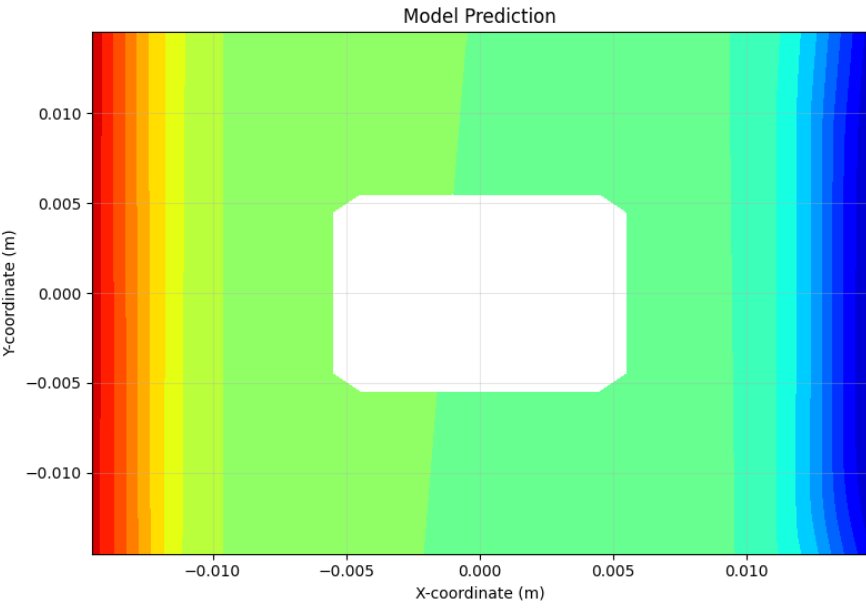 Model Prediction
0.010
0.005
0.000
−0.005
−0.010
Y-coordinate (m)
−0.010 −0.005 0.000 0.005 0.010
X-coordinate (m)